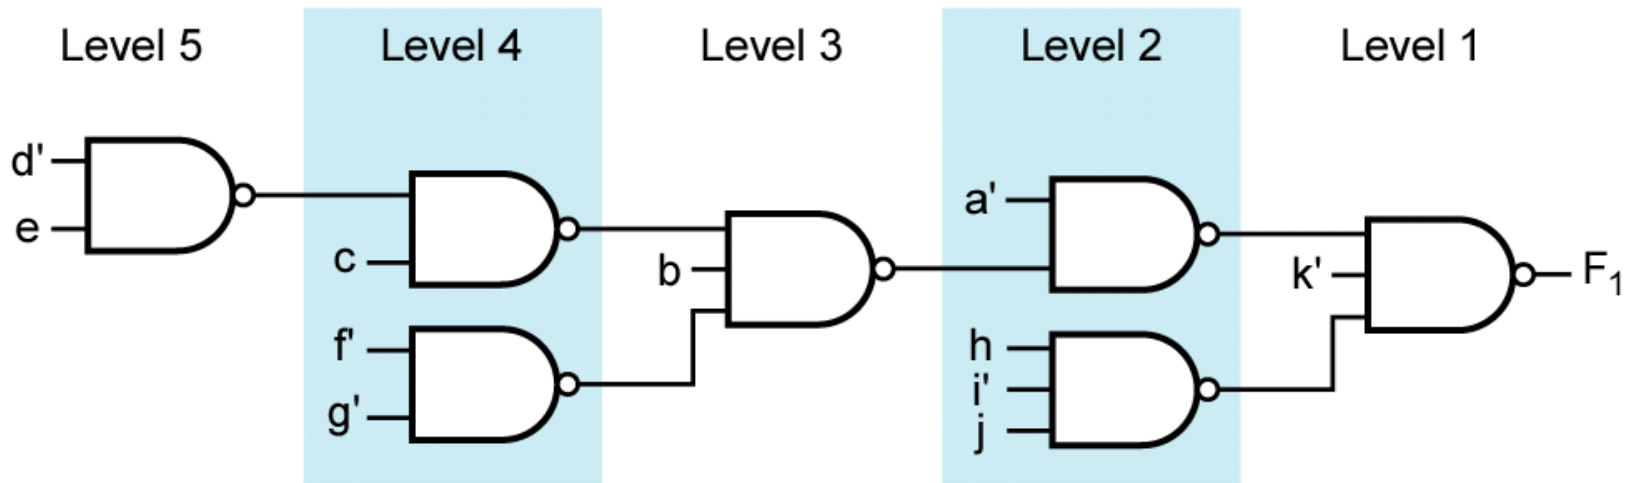 Level 5 Level 4 Level 3 Level 2 Level 1
d'
e
c
f'
g'
b
a'
h
i'
j
k'
F₁